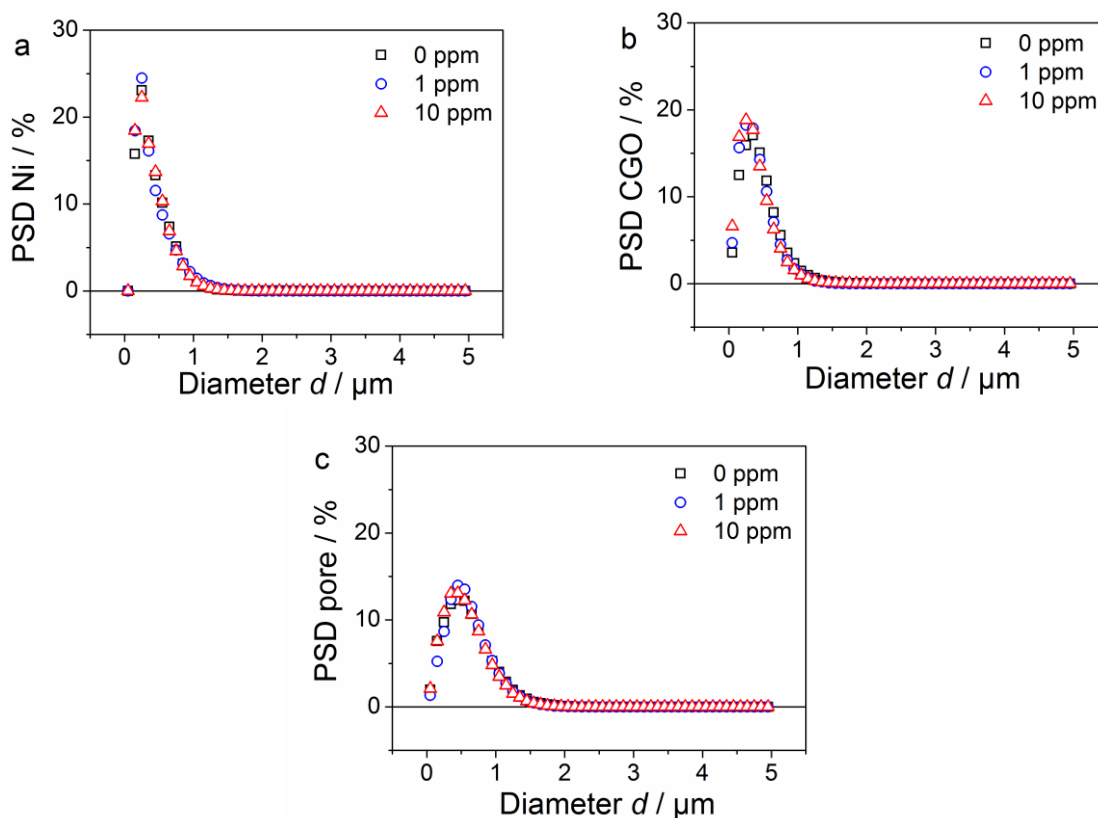 a
30
20
10
0
PSD Ni / %
0 ppm
1 ppm
10 ppm
0 1 2 3 4 5
Diameter d / µm
b
30
20
10
0
PSD CGO / %
0 ppm
1 ppm
10 ppm
0 1 2 3 4 5
Diameter d / µm
c
30
20
10
0
PSD pore / %
0 ppm
1 ppm
10 ppm
0 1 2 3 4 5
Diameter d / µm